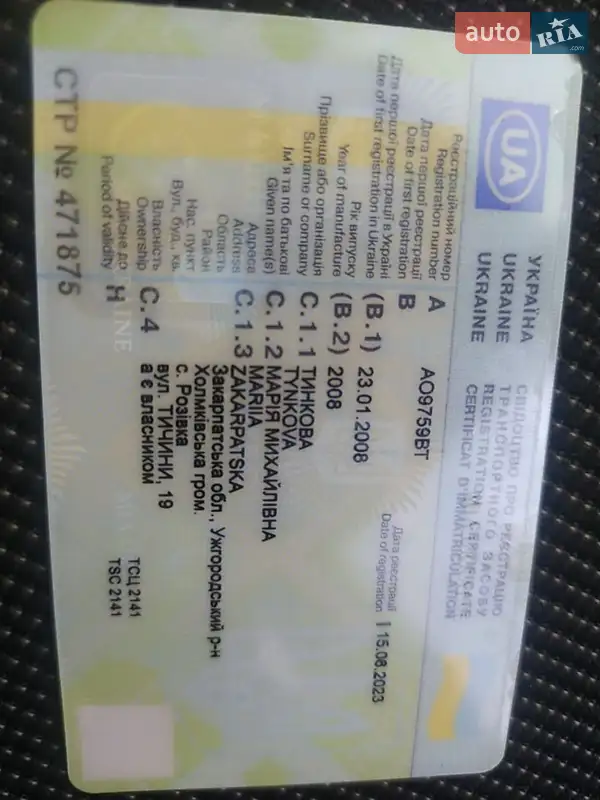 auto RIA .com
UA
УКРАЇНА
UKRAINE
UKRAINE
СВІДОЦТВО ПРО РЕЄСТРАЦІЮ
ТРАНСПОРТНОГО ЗАСОБУ
REGISTRATION CERTIFICATE
CERTIFICAT D'IMMATRICULATION
Реєстраційний номер
Registration number A АО9759ВТ
Дата першої реєстрації
Date of first registration B
Дата першої реєстрації в Україні
Date of first registration in Ukraine (B.1) 23.01.2008
Дата реєстрації
Date of registration I 15.08.2023
Рік випуску
Year of manufacture (B.2) 2008
Прізвище або організація
Surname or company C.1.1 ТИНКОВА
TYNKOVA
Ім'я та по батькові
Given name(s) C.1.2 МАРІЯ МИХАЙЛІВНА
MARIIA
Адреса
Address C.1.3 ZAKARPATSKA
Область
Район
Нас. пункт
Вул., буд., кв.
Закарпатська обл., Ужгородський р-н
Холмківська гром.
с. Розівка
вул. ТИЧИНИ, 19
Власність
Ownership C.4 а є власником
Дійсне до
Period of validity H
ТСЦ 2141
TSC 2141
СТР № 471875